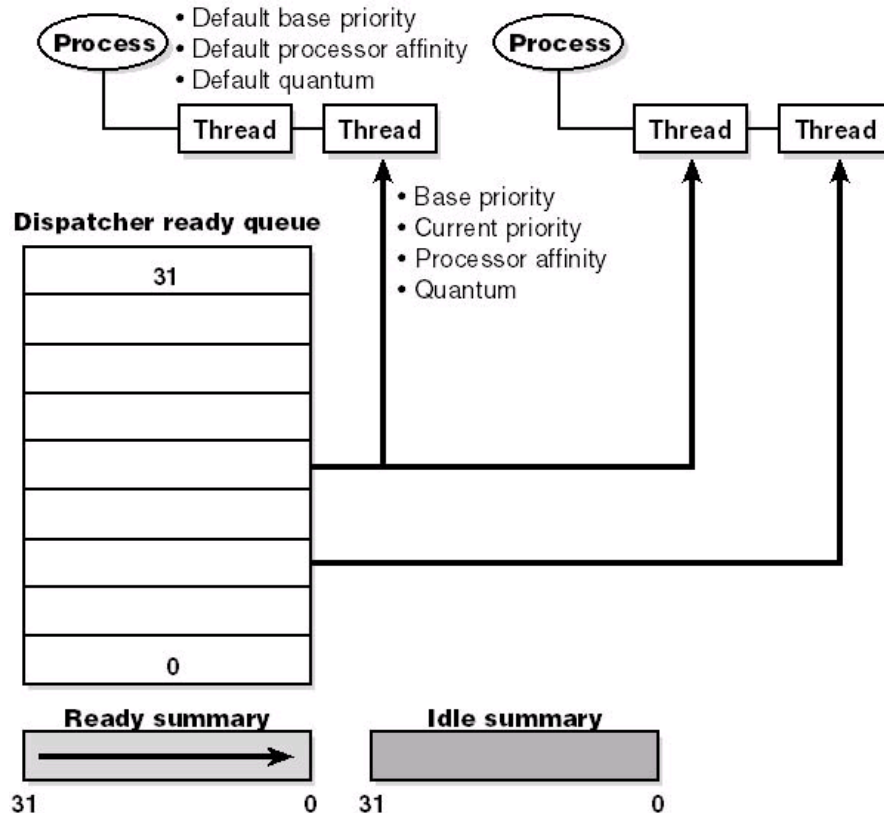 Process
• Default base priority
• Default processor affinity
• Default quantum
Process
Thread
Thread
Thread
Thread
• Base priority
• Current priority
• Processor affinity
• Quantum
Dispatcher ready queue
31
0
Ready summary
Idle summary
31
0
31
0